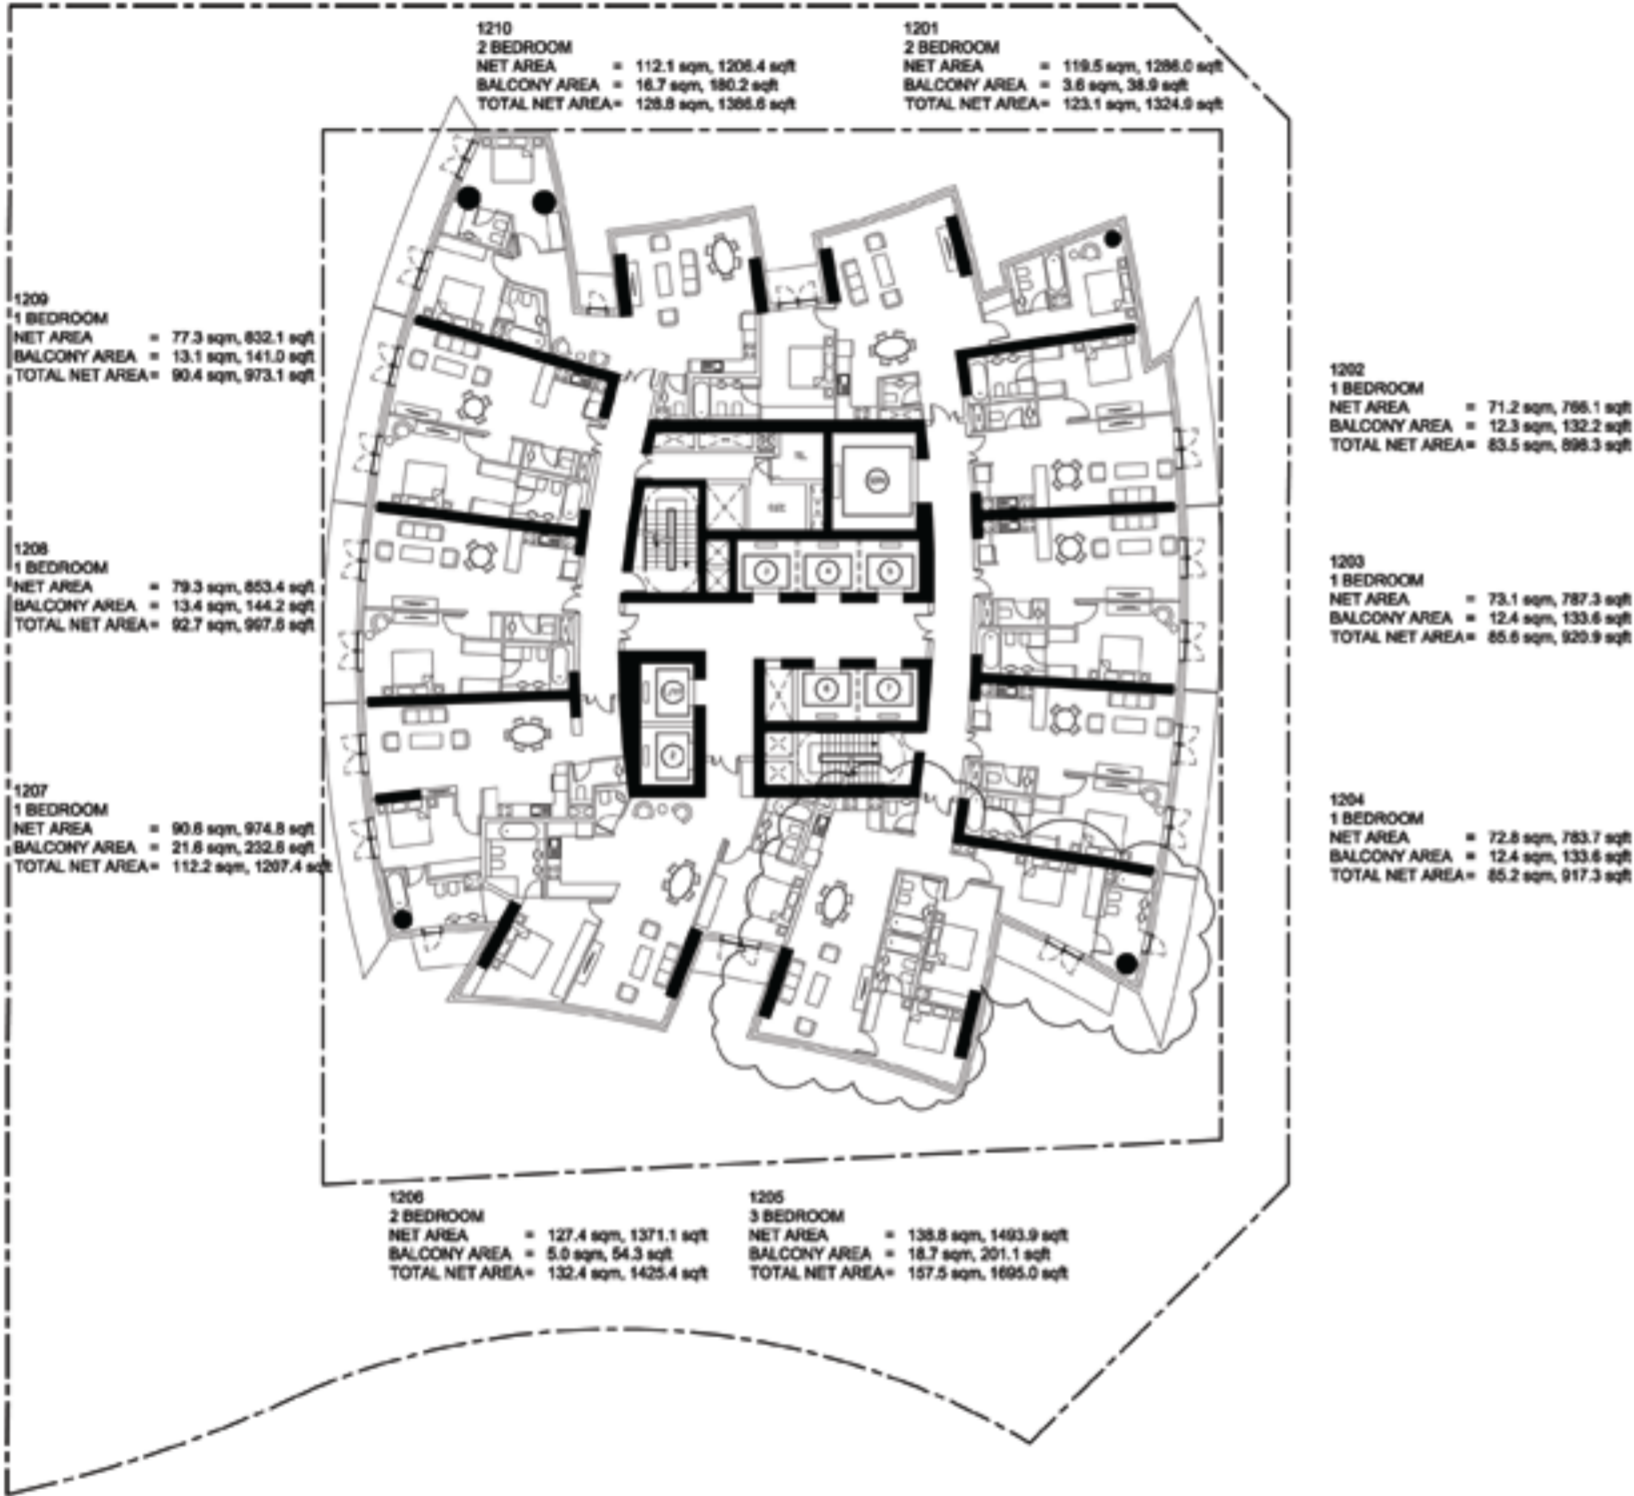 1210
2 BEDROOM
NET AREA = 112.1 sqm, 1206.4 sqft
BALCONY AREA = 16.7 sqm, 180.2 sqft
TOTAL NET AREA= 128.8 sqm, 1386.6 sqft
1201
2 BEDROOM
NET AREA = 119.5 sqm, 1286.0 sqft
BALCONY AREA = 3.6 sqm, 38.9 sqft
TOTAL NET AREA= 123.1 sqm, 1324.9 sqft
1209
1 BEDROOM
NET AREA = 77.3 sqm, 832.1 sqft
BALCONY AREA = 13.1 sqm, 141.0 sqft
TOTAL NET AREA= 90.4 sqm, 973.1 sqft
1202
1 BEDROOM
NET AREA = 71.2 sqm, 766.1 sqft
BALCONY AREA = 12.3 sqm, 132.2 sqft
TOTAL NET AREA= 83.5 sqm, 898.3 sqft
1208
1 BEDROOM
NET AREA = 79.3 sqm, 853.4 sqft
BALCONY AREA = 13.4 sqm, 144.2 sqft
TOTAL NET AREA= 92.7 sqm, 997.6 sqft
1203
1 BEDROOM
NET AREA = 73.1 sqm, 787.3 sqft
BALCONY AREA = 12.4 sqm, 133.6 sqft
TOTAL NET AREA= 85.6 sqm, 920.9 sqft
1207
1 BEDROOM
NET AREA = 90.6 sqm, 974.8 sqft
BALCONY AREA = 21.6 sqm, 232.6 sqft
TOTAL NET AREA= 112.2 sqm, 1207.4 sqft
1204
1 BEDROOM
NET AREA = 72.8 sqm, 783.7 sqft
BALCONY AREA = 12.4 sqm, 133.6 sqft
TOTAL NET AREA= 85.2 sqm, 917.3 sqft
1206
2 BEDROOM
NET AREA = 127.4 sqm, 1371.1 sqft
BALCONY AREA = 5.0 sqm, 54.3 sqft
TOTAL NET AREA= 132.4 sqm, 1425.4 sqft
1205
3 BEDROOM
NET AREA = 138.8 sqm, 1493.9 sqft
BALCONY AREA = 18.7 sqm, 201.1 sqft
TOTAL NET AREA= 157.5 sqm, 1695.0 sqft